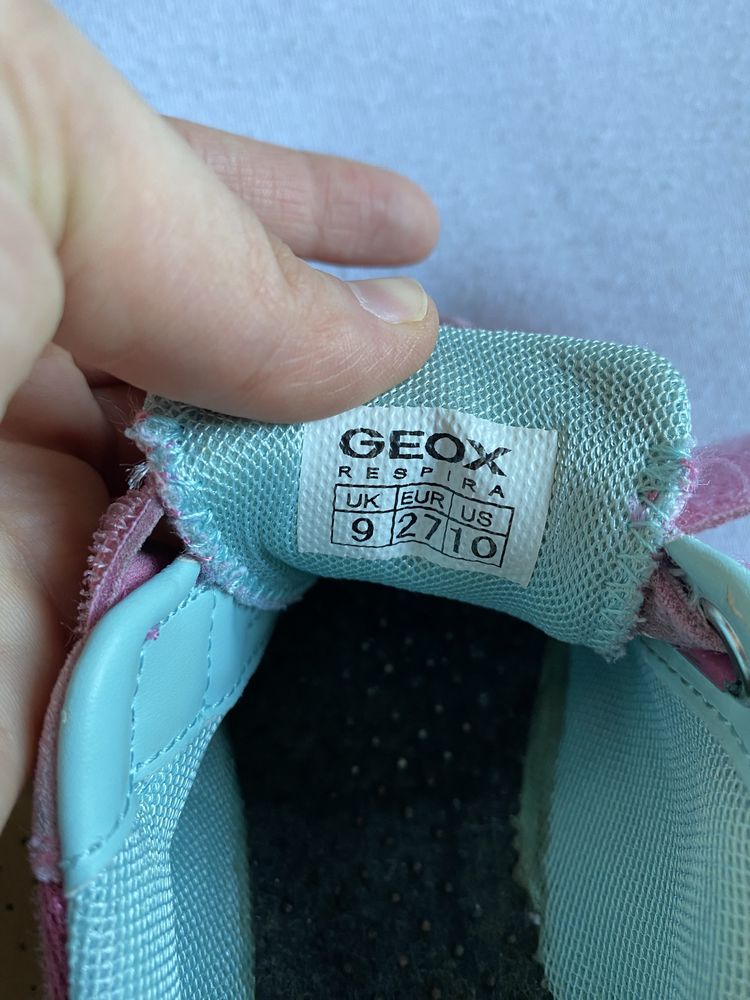 GEOX
RESPIRA
UK EUR US
9 27 10